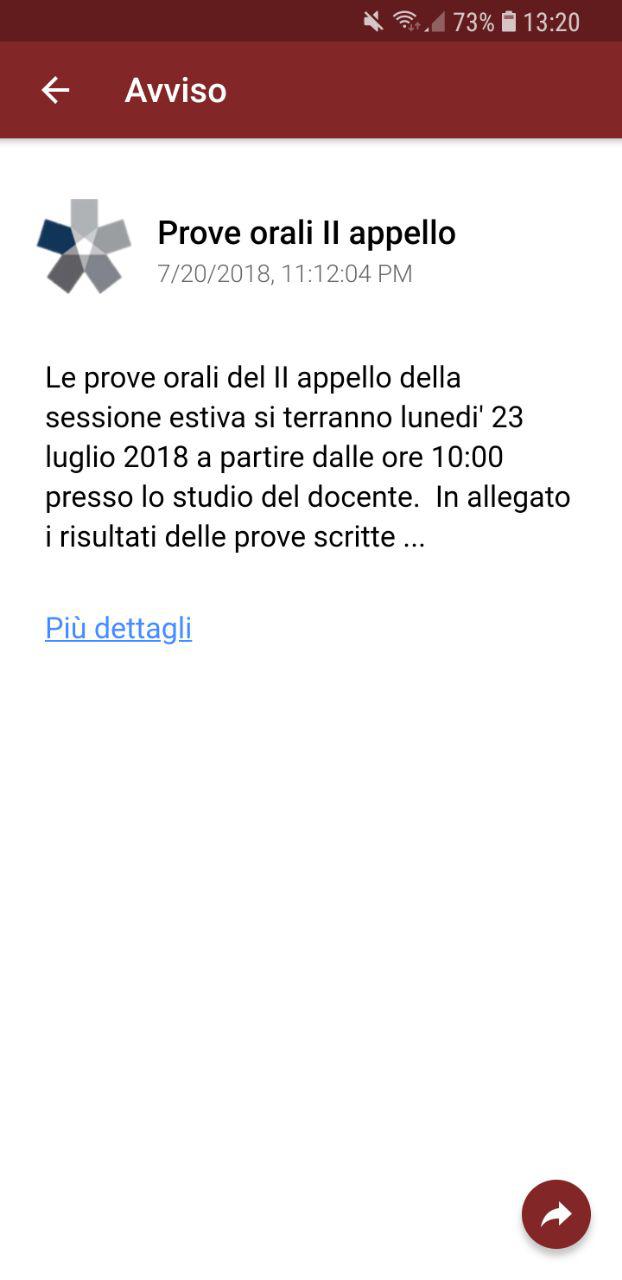 73% 13:20
Avviso
Prove orali II appello
7/20/2018, 11:12:04 PM
Le prove orali del II appello della
sessione estiva si terranno lunedi' 23
luglio 2018 a partire dalle ore 10:00
presso lo studio del docente.  In allegato
i risultati delle prove scritte ...
Più dettagli